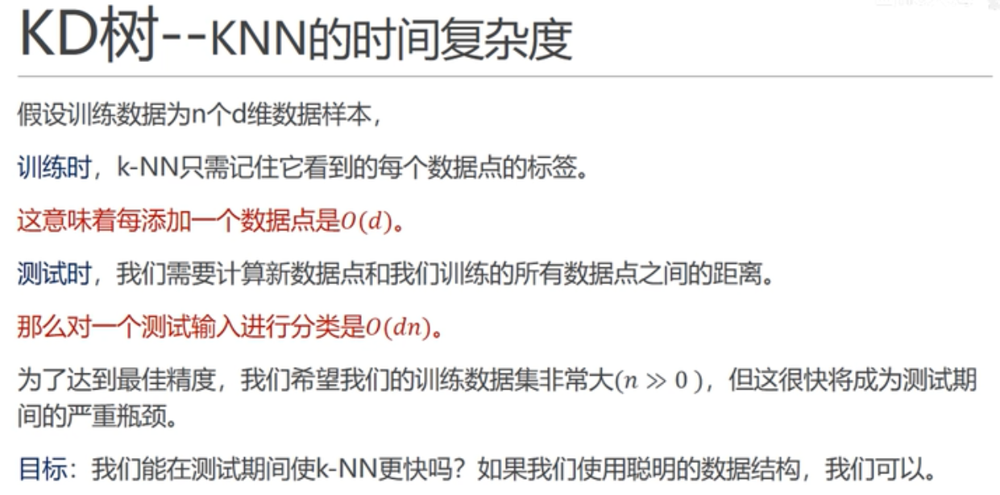 KD树--KNN的时间复杂度
假设训练数据为n个d维数据样本，
训练时，k-NN只需记住它看到的每个数据点的标签。
这意味着每添加一个数据点是O(d)。
测试时，我们需要计算新数据点和我们训练的所有数据点之间的距离。
那么对一个测试输入进行分类是O(dn)。
为了达到最佳精度，我们希望我们的训练数据集非常大(n ≫ 0 )，但这很快将成为测试期
间的严重瓶颈。
目标：我们能在测试期间使k-NN更快吗？如果我们使用聪明的数据结构，我们可以。